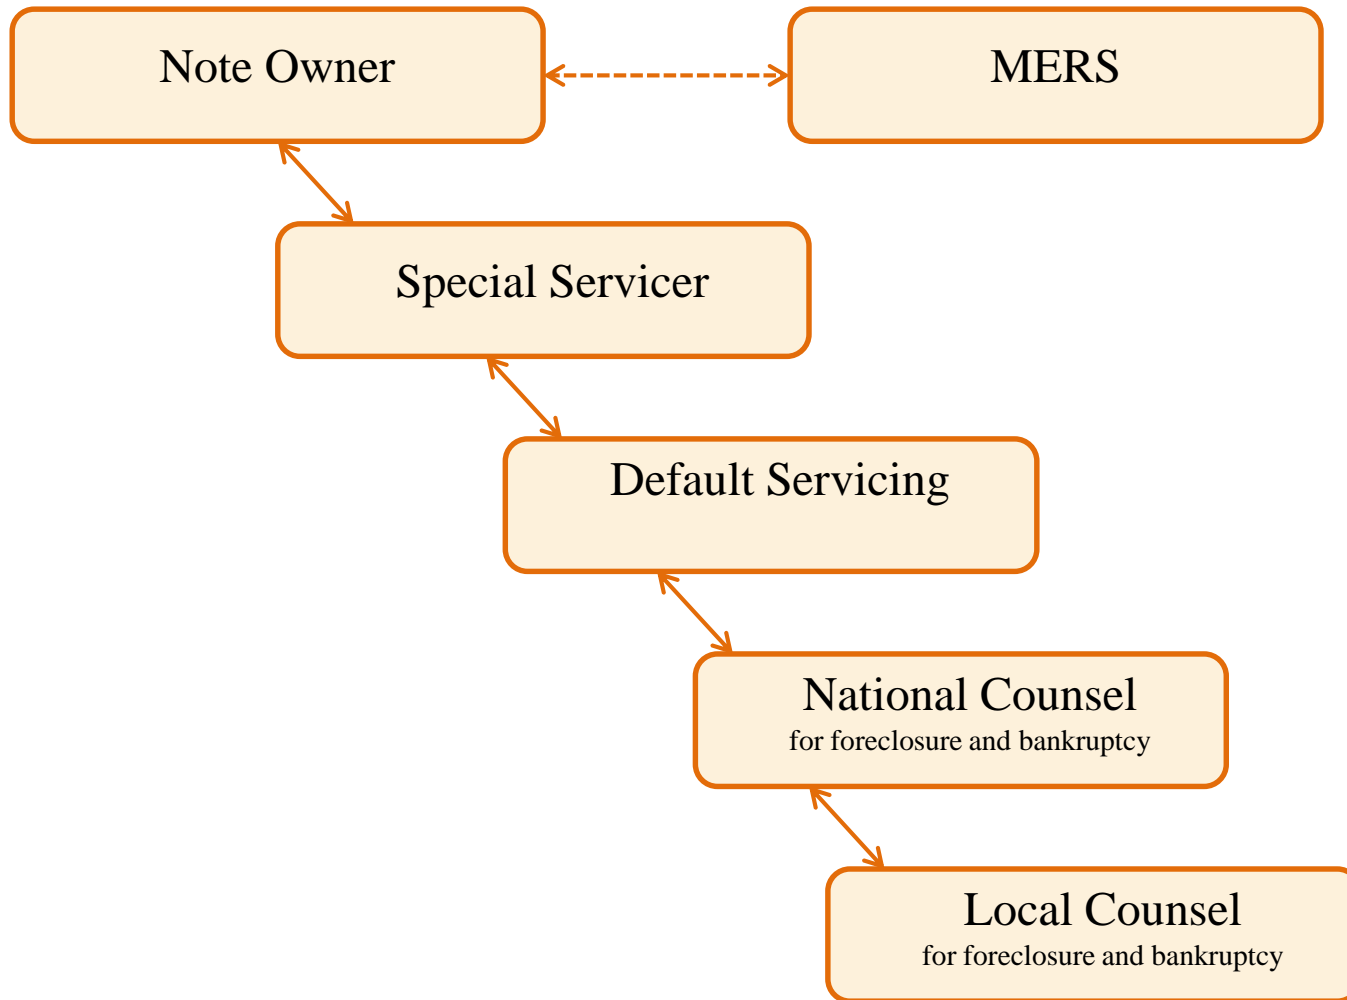 Note Owner
MERS
Special Servicer
Default Servicing
National Counsel
for foreclosure and bankruptcy
Local Counsel
for foreclosure and bankruptcy